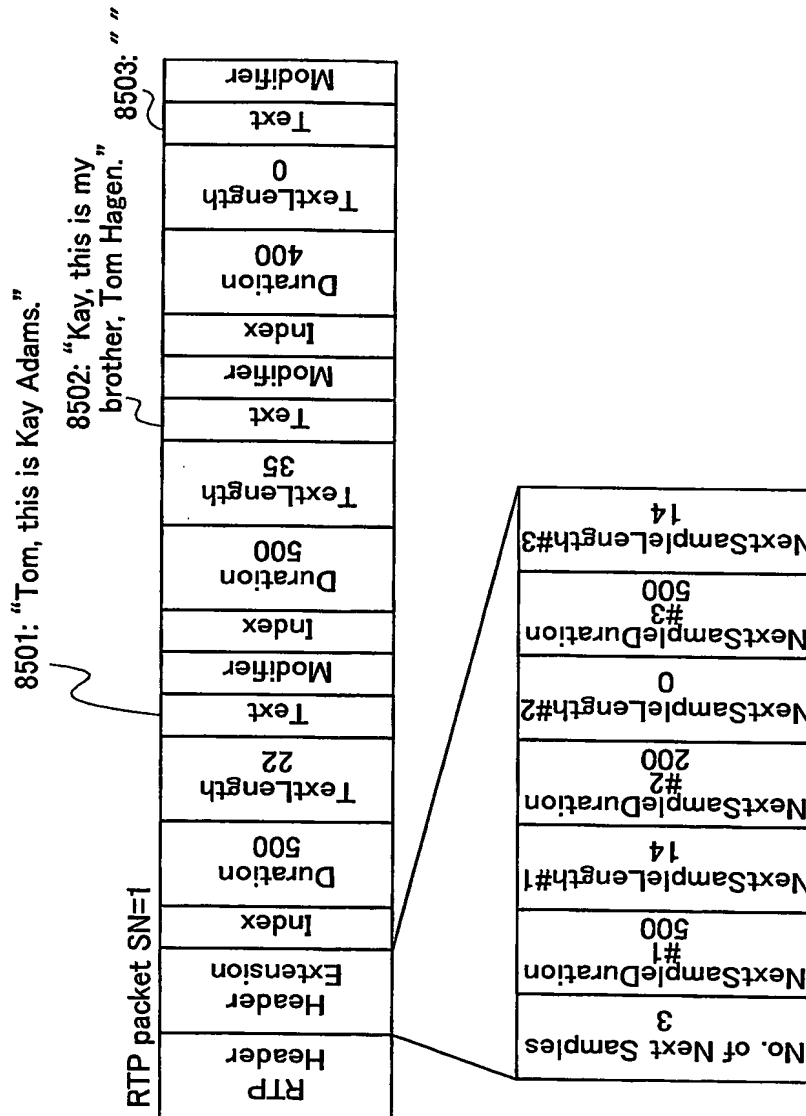 RTP packet SN=1
8501: “Tom, this is Kay Adams.”
8502: “Kay, this is my
brother, Tom Hagen.”
8503: “ ”
RTP
Header
Header
Extension
Index
Duration
500
TextLength
22
Text
Modifier
Index
Duration
500
TextLength
35
Text
Modifier
Index
Duration
400
TextLength
0
Text
Modifier
No. of Next Samples
3
NextSampleDuration
#1
500
NextSampleLength#1
14
NextSampleDuration
#2
200
NextSampleLength#2
0
NextSampleDuration
#3
500
NextSampleLength#3
14